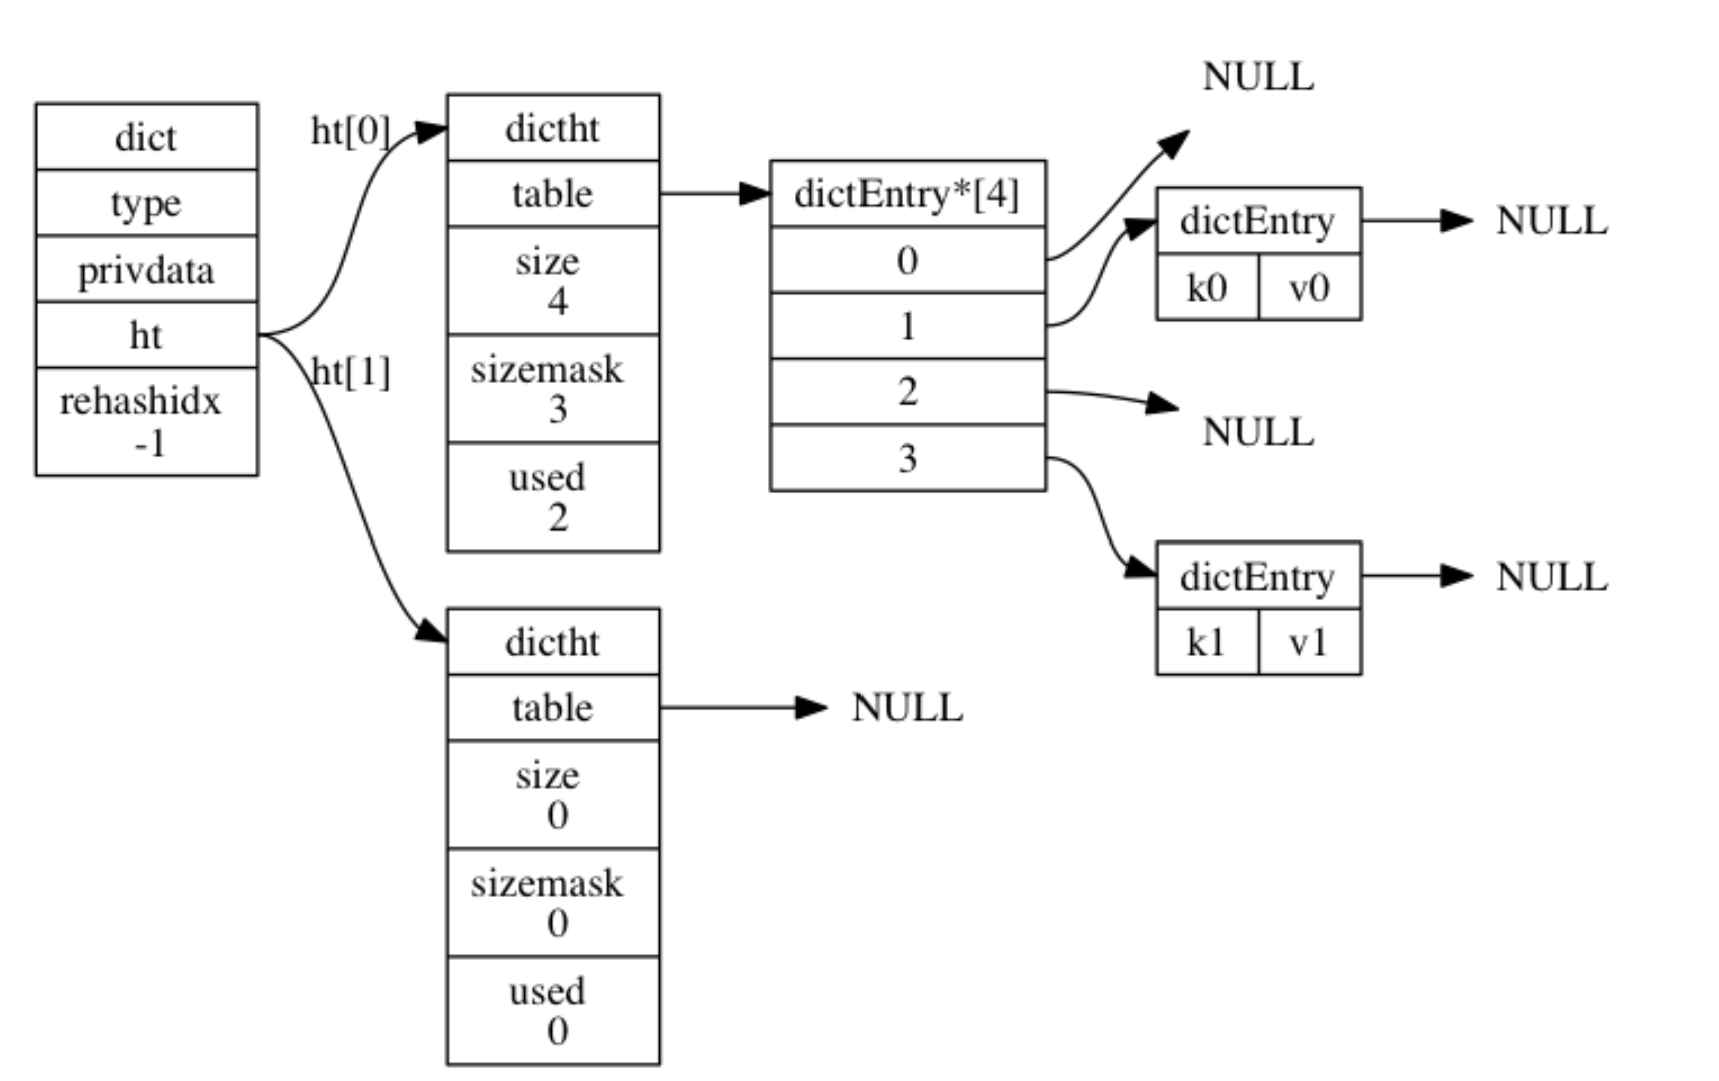 dict
type
privdata
ht
rehashidx
-1
ht[0]
ht[1]
dictht
table
size
4
sizemask
3
used
2
dictht
table
size
0
sizemask
0
used
0
NULL
dictEntry*[4]
0
1
2
3
NULL
dictEntry
k0 v0
NULL
NULL
dictEntry
k1 v1
NULL